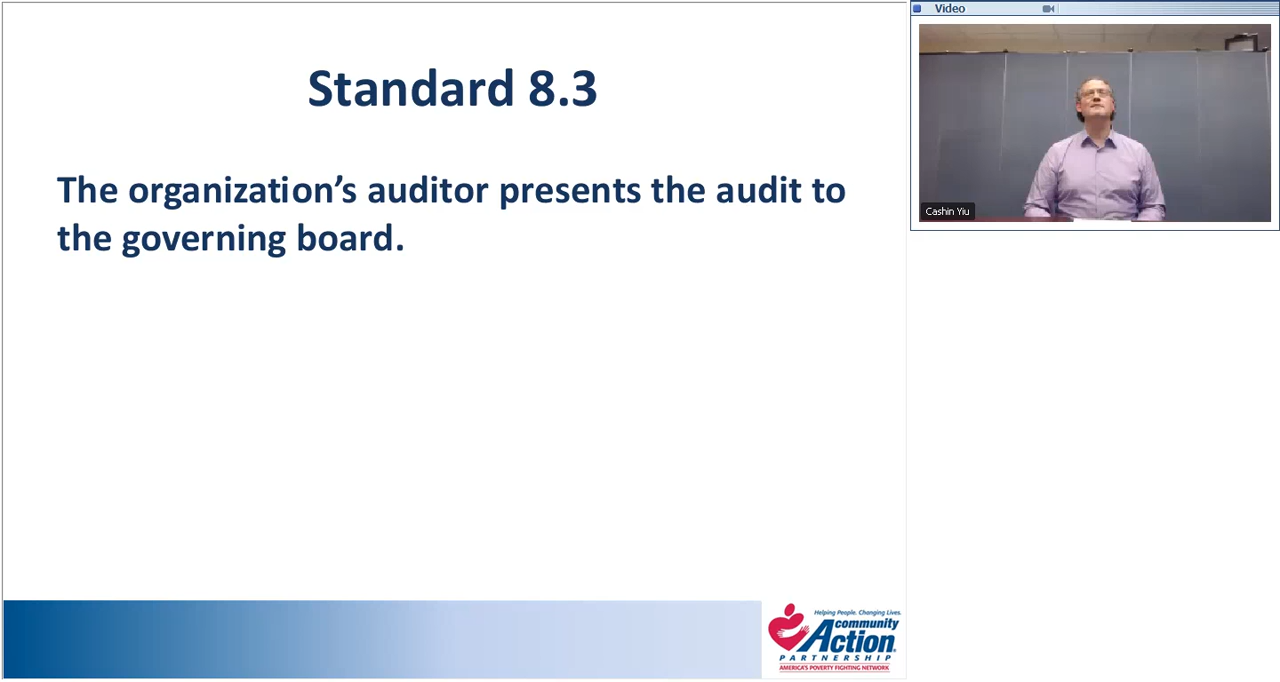 Standard 8.3
The organization’s auditor presents the audit to
the governing board.
Helping People. Changing Lives.
community
Action
PARTNERSHIP
AMERICA'S POVERTY FIGHTING NETWORK
Video
Cashin Yiu